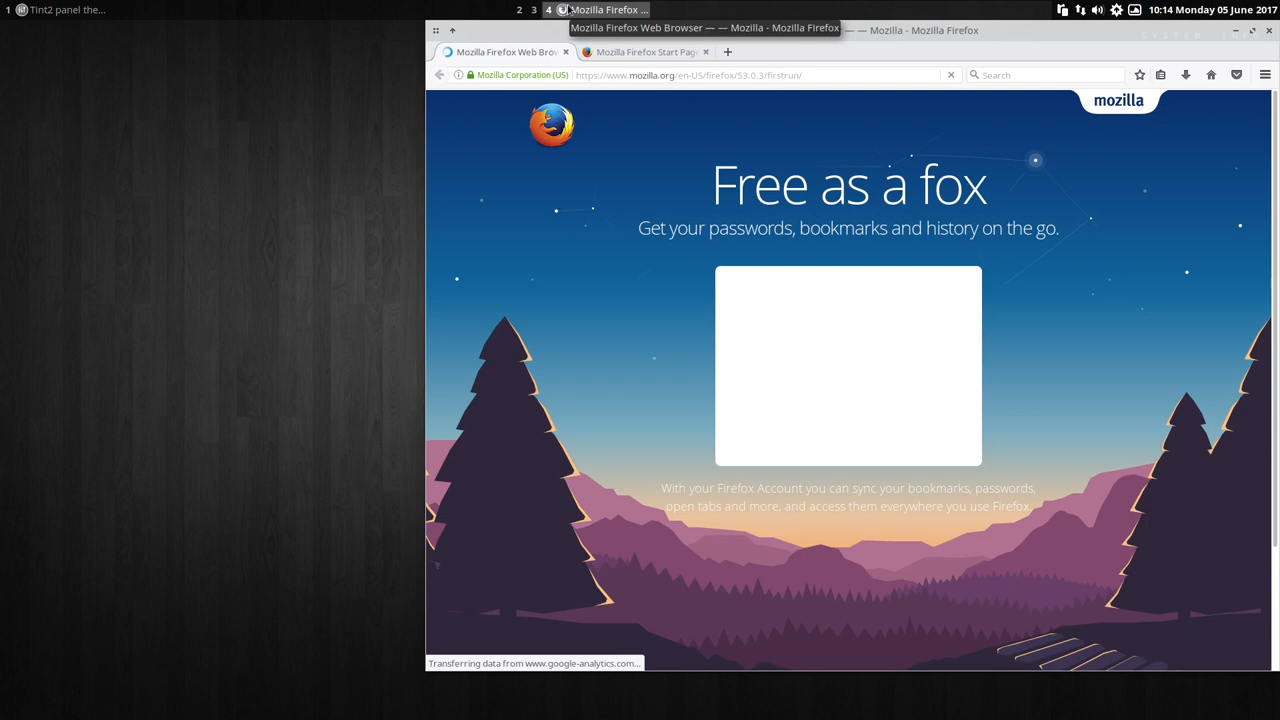 1 Tint2 panel the... 2 3 4 Mozilla Firefox ... 10:14 Monday 05 June 2017
Mozilla Firefox Web Browser — — Mozilla - Mozilla Firefox — — Mozilla - Mozilla Firefox
Mozilla Firefox Web Brow Mozilla Firefox Start Page
Mozilla Corporation (US) https://www.mozilla.org/en-US/firefox/53.0.3/firstrun/ Search
mozilla
Free as a fox
Get your passwords, bookmarks and history on the go.
With your Firefox Account you can sync your bookmarks, passwords,
open tabs and more, and access them everywhere you use Firefox.
Transferring data from www.google-analytics.com...